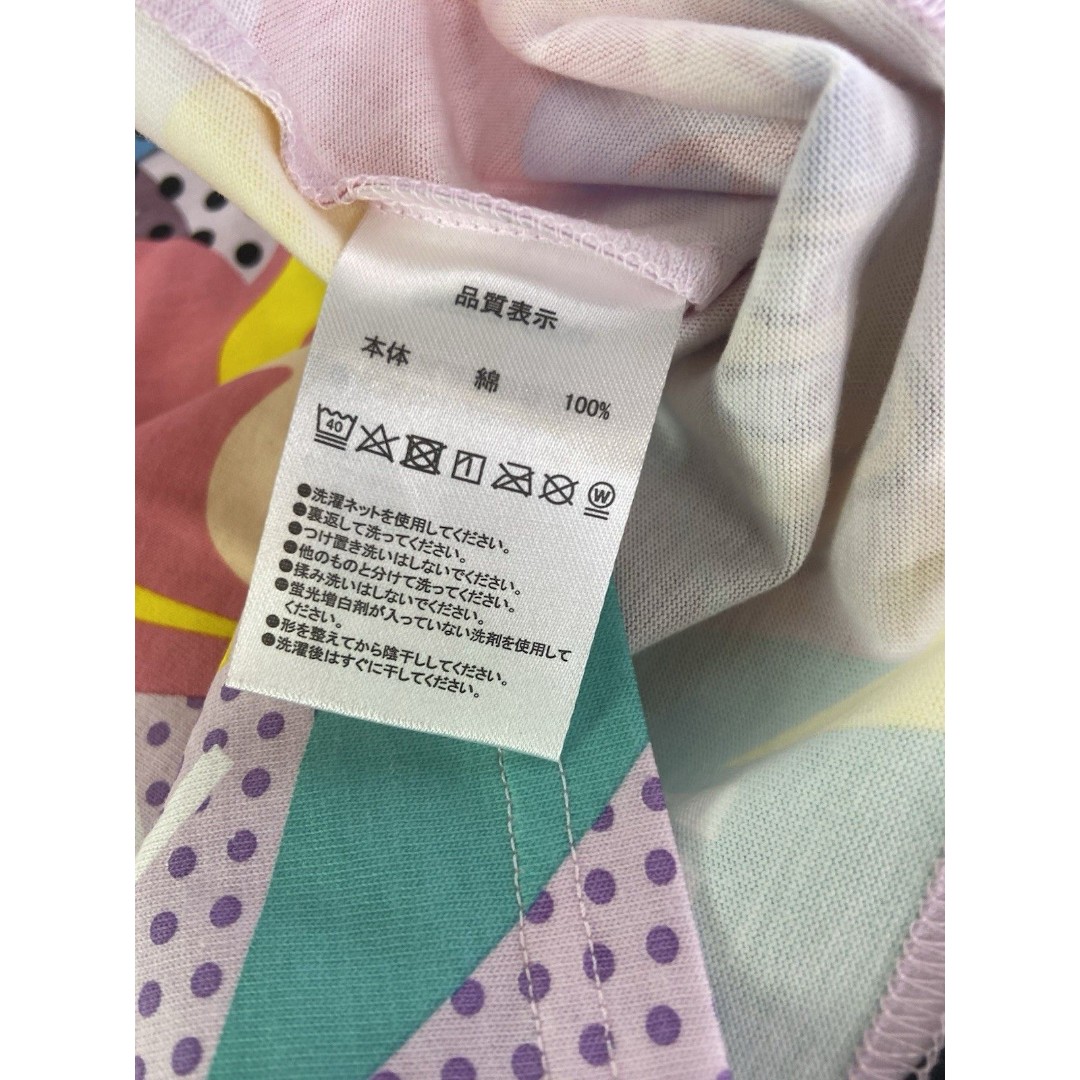 品質表示
本体 綿 100%
40 W
●洗濯ネットを使用してください。
●裏返して洗ってください。
●つけ置き洗いはしないでください。
●他のものと分けて洗ってください。
●揉み洗いはしないでください。
●蛍光増白剤が入っていない洗剤を使用して
ください。
●形を整えてから陰干ししてください。
●洗濯後はすぐに干してください。